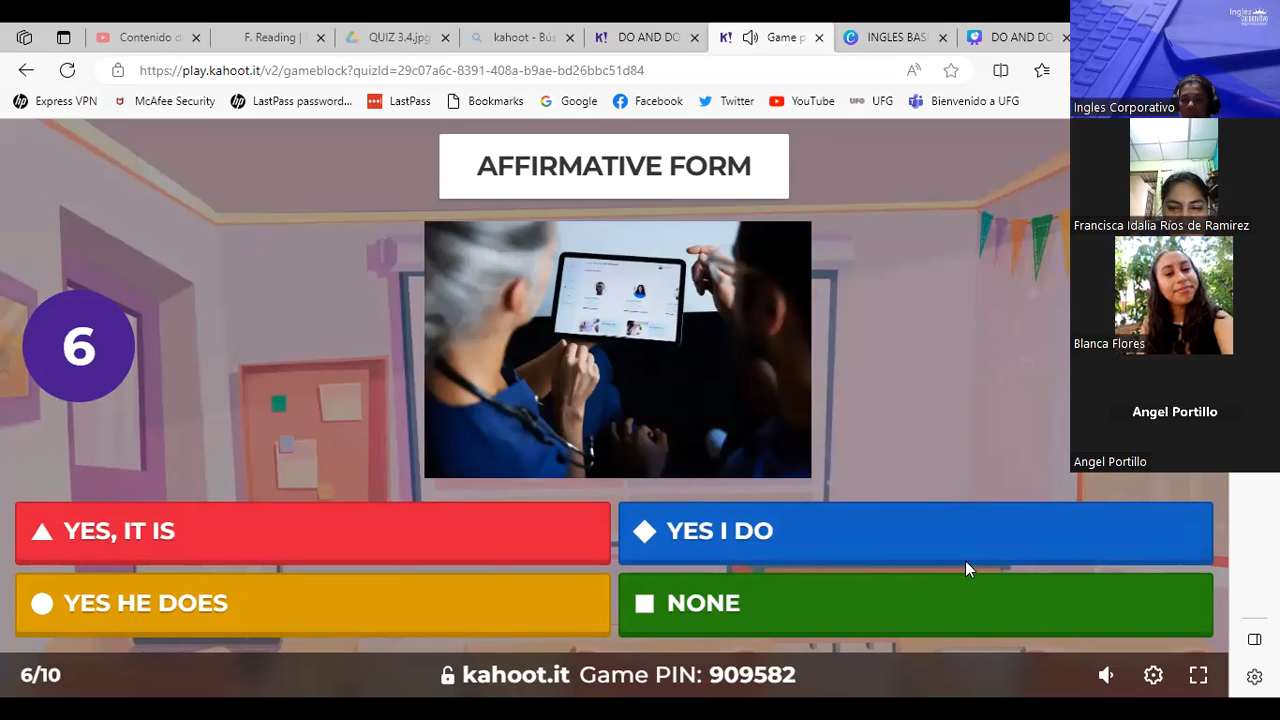 Contenido d
F. Reading |
QUIZ 3.4.jpg
kahoot - Bús
K! DO AND DO
K! Game p
INGLES BAS
DO AND DO
https://play.kahoot.it/v2/gameblock?quizId=29c07a6c-8391-408a-b9ae-bd26bbc51d84
Express VPN
McAfee Security
LastPass password...
LastPass
Bookmarks
Google
Facebook
Twitter
YouTube
UFG
Bienvenido a UFG
AFFIRMATIVE FORM
6
YES, IT IS
YES I DO
YES HE DOES
NONE
6/10
kahoot.it Game PIN: 909582
Ingles Corporativo
Ingles Corporativo
Francisca Idalia Ríos de Ramirez
Blanca Flores
Angel Portillo
Angel Portillo